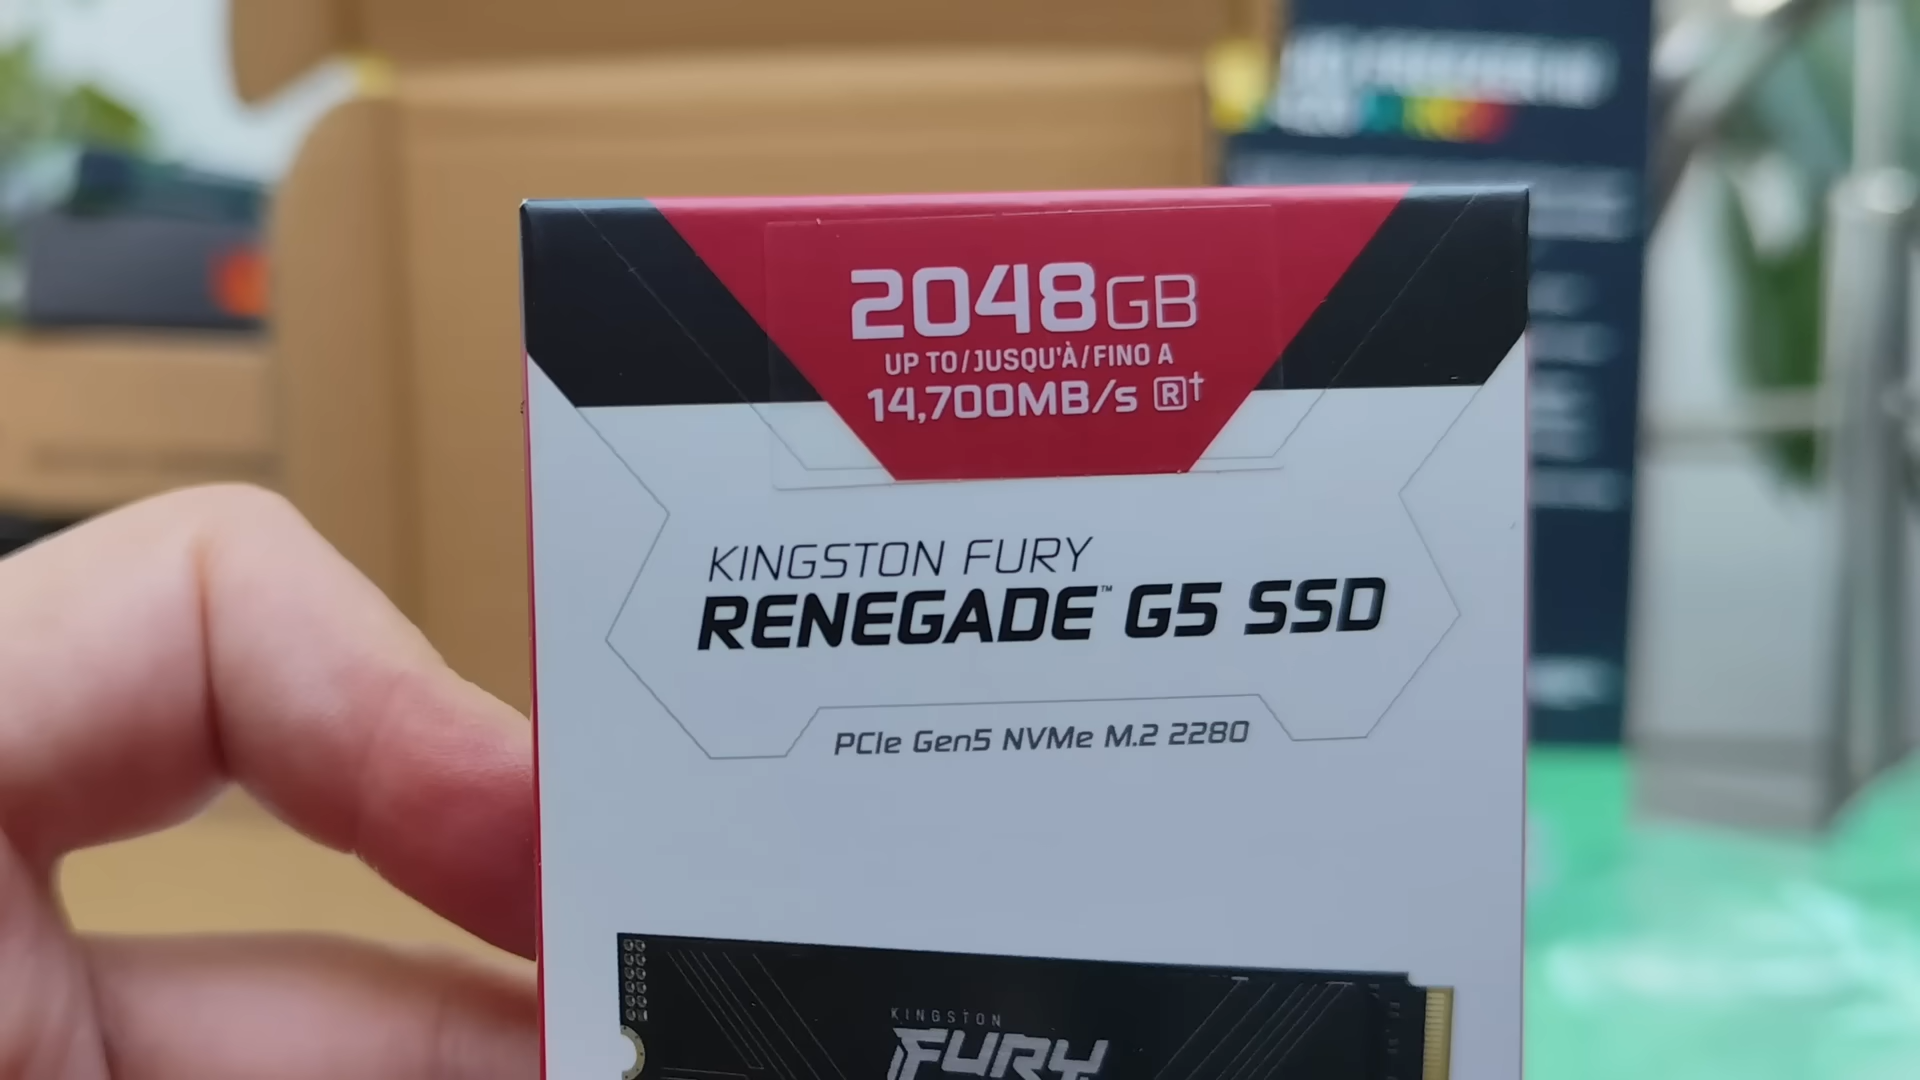 2048GB
UP TO/JUSQU'À/FINO A
14,700MB/s R†
KINGSTON FURY
RENEGADE™ G5 SSD
PCIe Gen5 NVMe M.2 2280
KINGSTON
FURY